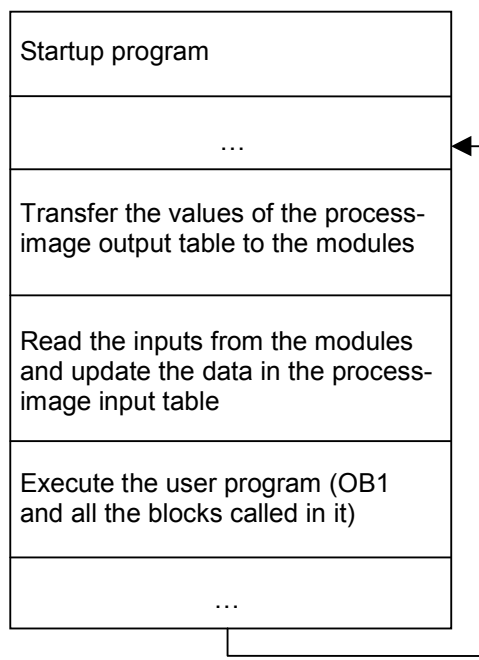 Startup program
…
Transfer the values of the process-
image output table to the modules
Read the inputs from the modules
and update the data in the process-
image input table
Execute the user program (OB1
and all the blocks called in it)
…